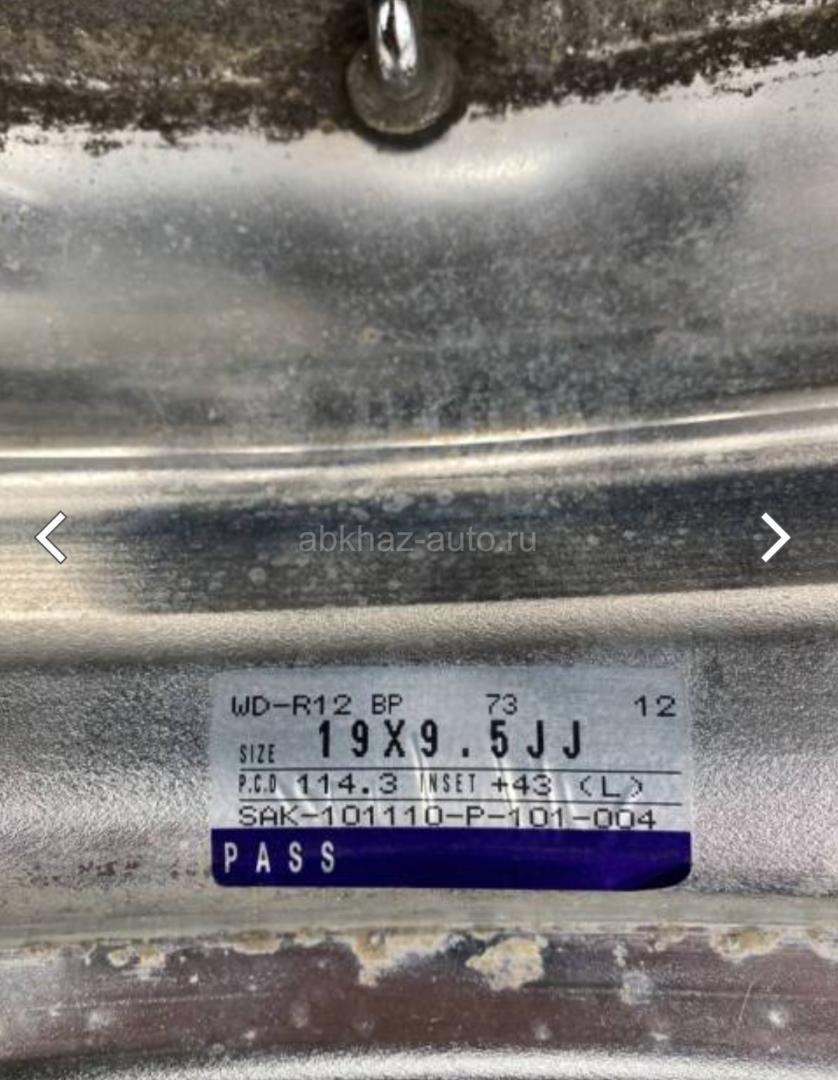 abkhaz-auto.ru
WD-R12 BP 73 12
SIZE 19X9.5JJ
P.C.D 114.3 INSET +43 (L)
SAK-101110-P-101-004
PASS